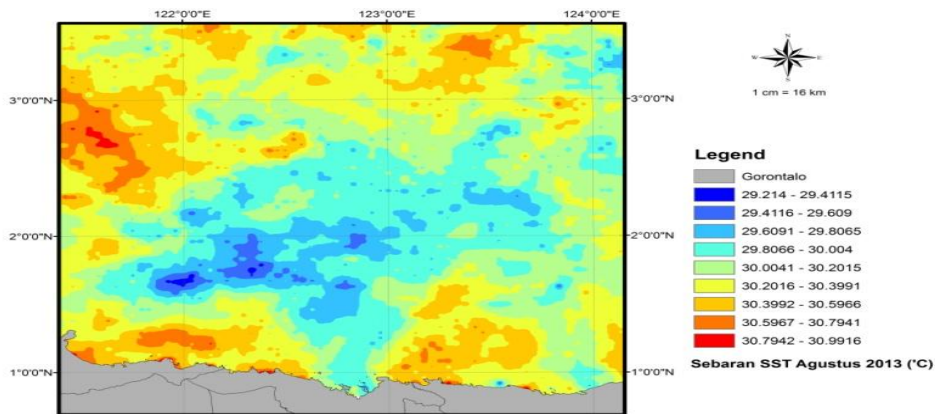 122°0'0"E 123°0'0"E 124°0'0"E
3°0'0"N 3°0'0"N
2°0'0"N 2°0'0"N
1°0'0"N 1°0'0"N
N
W E
S
1 cm = 16 km
Legend
Gorontalo
29.214 - 29.4115
29.4116 - 29.609
29.6091 - 29.8065
29.8066 - 30.004
30.0041 - 30.2015
30.2016 - 30.3991
30.3992 - 30.5966
30.5967 - 30.7941
30.7942 - 30.9916
Sebaran SST Agustus 2013 (°C)